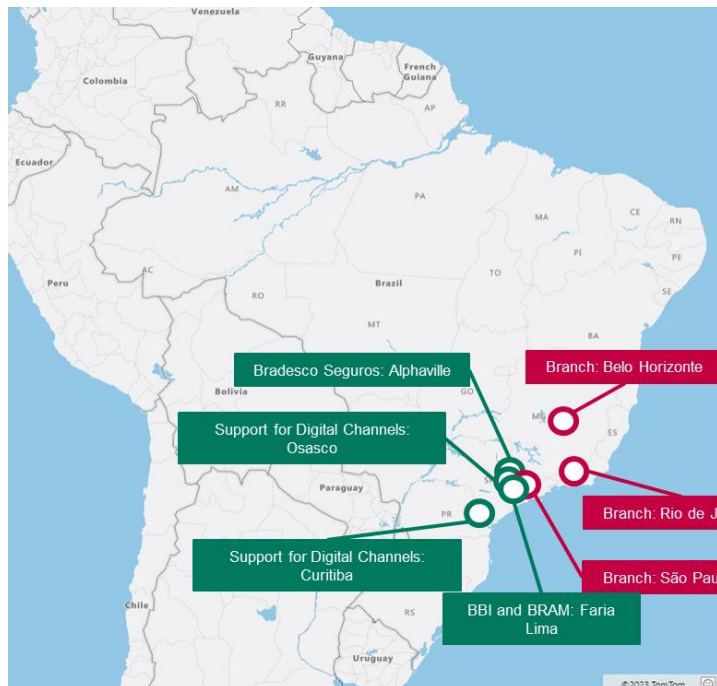 Venezuela
Guyana
French
Guiana
Colombia
RR
AP
Ecuador
AM
PA
MA
CE
RN
PI
PE
AC
TO
SE
Peru
RO
Brazil
BA
MT
Bradesco Seguros: Alphaville
Branch: Belo Horizonte
GO
Bolivia
MG
Support for Digital Channels:
Osasco
ES
Paraguay
PR
Branch: Rio de J
Support for Digital Channels:
Curitiba
Branch: São Pau
Chile
BBI and BRAM: Faria
Lima
RS
Uruguay
©2023 TomTom